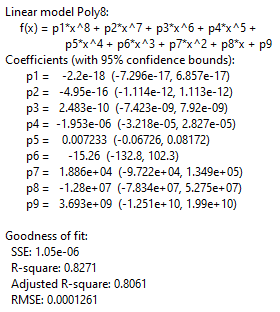 Linear model Poly8:
f(x) = p1*x^8 + p2*x^7 + p3*x^6 + p4*x^5 +
p5*x^4 + p6*x^3 + p7*x^2 + p8*x + p9
Coefficients (with 95% confidence bounds):
p1 = -2.2e-18 (-7.296e-17, 6.857e-17)
p2 = -4.95e-16 (-1.114e-12, 1.113e-12)
p3 = 2.483e-10 (-7.423e-09, 7.92e-09)
p4 = -1.953e-06 (-3.218e-05, 2.827e-05)
p5 = 0.007233 (-0.06726, 0.08172)
p6 = -15.26 (-132.8, 102.3)
p7 = 1.886e+04 (-9.722e+04, 1.349e+05)
p8 = -1.28e+07 (-7.834e+07, 5.275e+07)
p9 = 3.693e+09 (-1.251e+10, 1.99e+10)
Goodness of fit:
SSE: 1.05e-06
R-square: 0.8271
Adjusted R-square: 0.8061
RMSE: 0.0001261